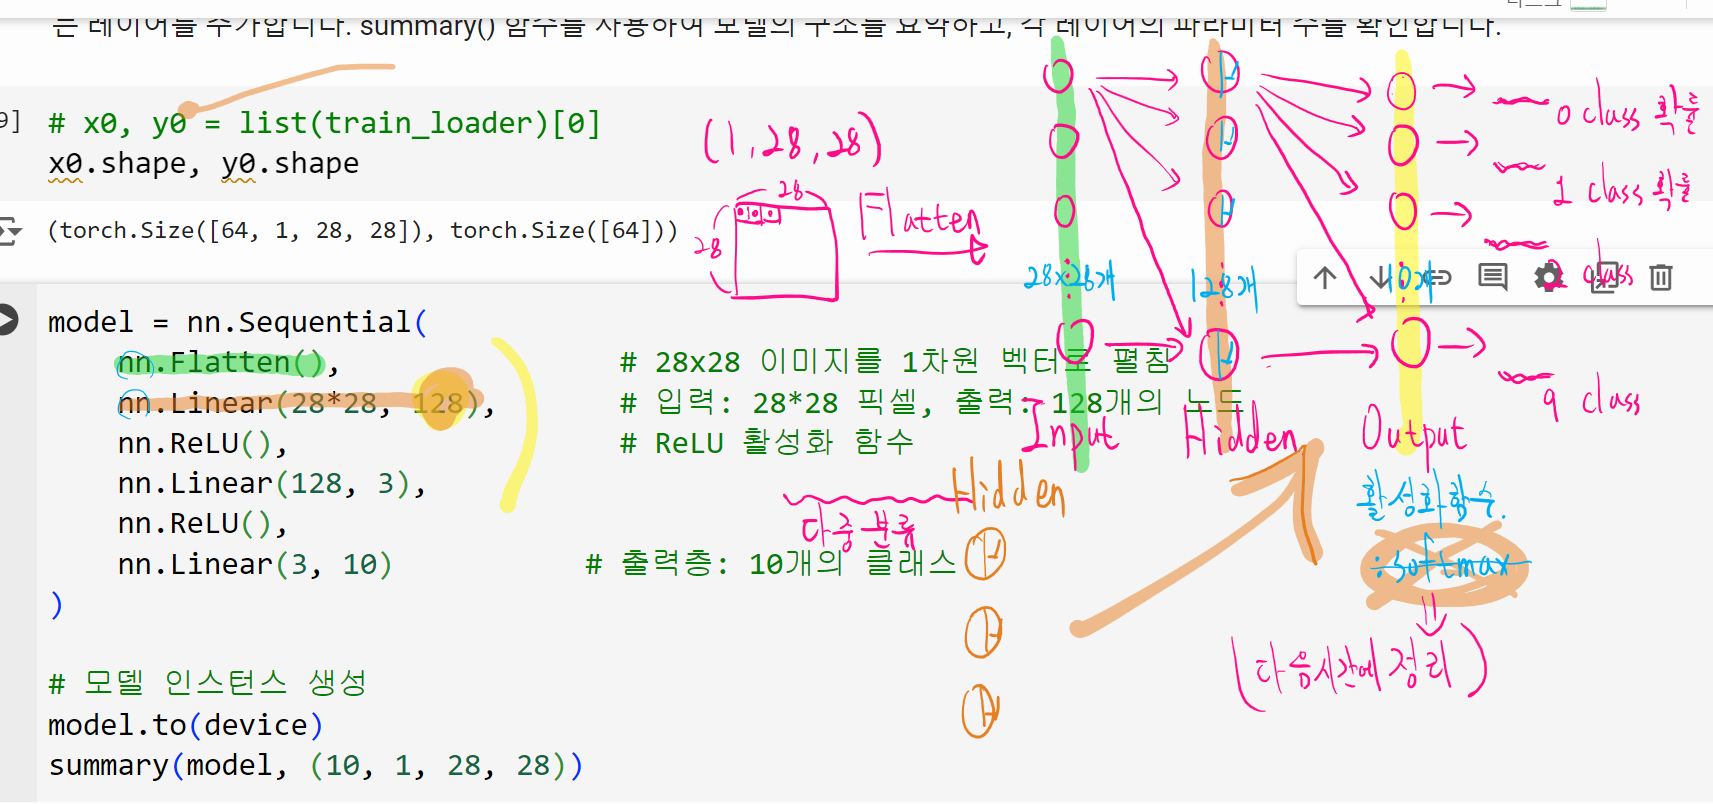 는 레이어를 추가합니다. summary() 함수를 사용하여 모델의 구조를 요약하고, 각 레이어의 파라미터 수를 확인합니다.
9]
# x0, y0 = list(train_loader)[0]
x0.shape, y0.shape
(torch.Size([64, 1, 28, 28]), torch.Size([64]))
(1, 28, 28)
28
28
Flatten
28x28개
128개
10개
0 class 확률
1 class 확률
2 class
9 class
model = nn.Sequential(
nn.Flatten(), # 28x28 이미지를 1차원 벡터로 펼침
nn.Linear(28*28, 128), # 입력: 28*28 픽셀, 출력: 128개의 노드
nn.ReLU(), # ReLU 활성화 함수
nn.Linear(128, 3),
nn.ReLU(),
nn.Linear(3, 10) # 출력층: 10개의 클래스
)
Input
Hidden
Output
Hidden
다중 분류
활성화함수.
: softmax
(다음시간에 정리)
# 모델 인스턴스 생성
model.to(device)
summary(model, (10, 1, 28, 28))